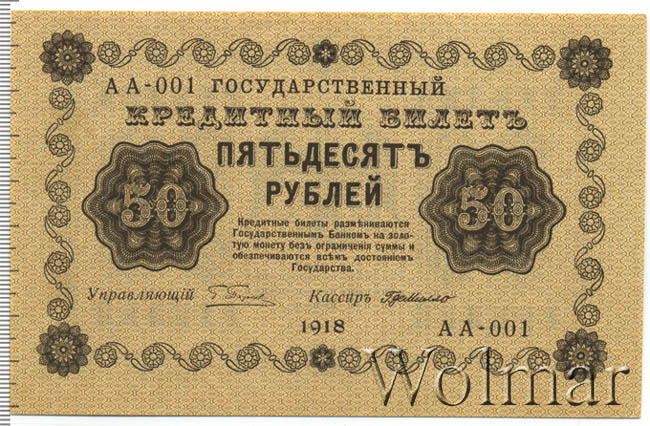 АА-001 ГОСУДАРСТВЕННЫЙ
КРЕДИТНЫЙ БИЛЕТЪ
ПЯТЬДЕСЯТЪ
РУБЛЕЙ
50
50
Кредитные билеты размѣниваются
Государственнымъ Банкомъ на золо-
тую монету безъ ограниченія суммы и
обезпечиваются всѣмъ достояніемъ
Государства.
Управляющій
Кассиръ
1918
АА-001
Wolmar